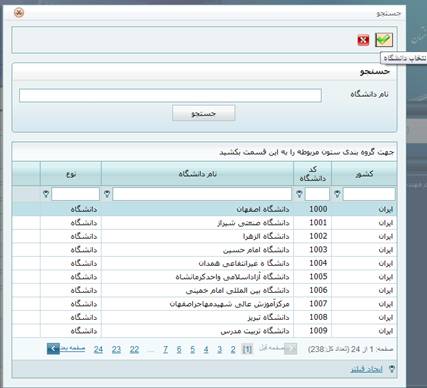 جستجو
انتخاب دانشگاه
جستجو
نام دانشگاه
جستجو
جهت گروه بندی ستون مربوطه را به این قسمت بکشید
کشور کد دانشگاه نام دانشگاه نوع
ایران 1000 دانشگاه اصفهان دانشگاه
ایران 1001 دانشگاه صنعتی شیراز دانشگاه
ایران 1002 دانشگاه الزهرا دانشگاه
ایران 1003 دانشگاه امام حسین دانشگاه
ایران 1004 دانشگا ه غیرانتفاعی همدان دانشگاه
ایران 1005 دانشگاه آزاداسلامی واحدکرمانشاه دانشگاه
ایران 1006 دانشگاه بین المللی امام خمینی دانشگاه
ایران 1007 مرکزآموزش عالی شهیدمهاجراصفهان دانشگاه
ایران 1008 دانشگاه تبریز دانشگاه
ایران 1009 دانشگاه تربیت مدرس دانشگاه
صفحه: 1 از 24 (تعداد کل:238) صفحه قبل [1] 2 3 4 5 6 7 ... 22 23 24 صفحه بعد
ایجاد فیلتر